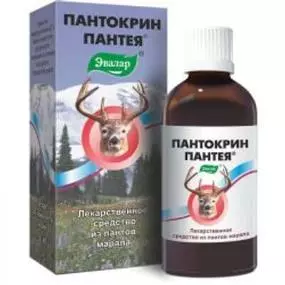 ПАНТОКРИН
ПАНТЕЯ®
Эвалар®
Лекарственное
средство
из пантов
марала
ПАНТОКРИН
ПАНТЕЯ®
Эвалар
Лекарственное
средство из пантов марала